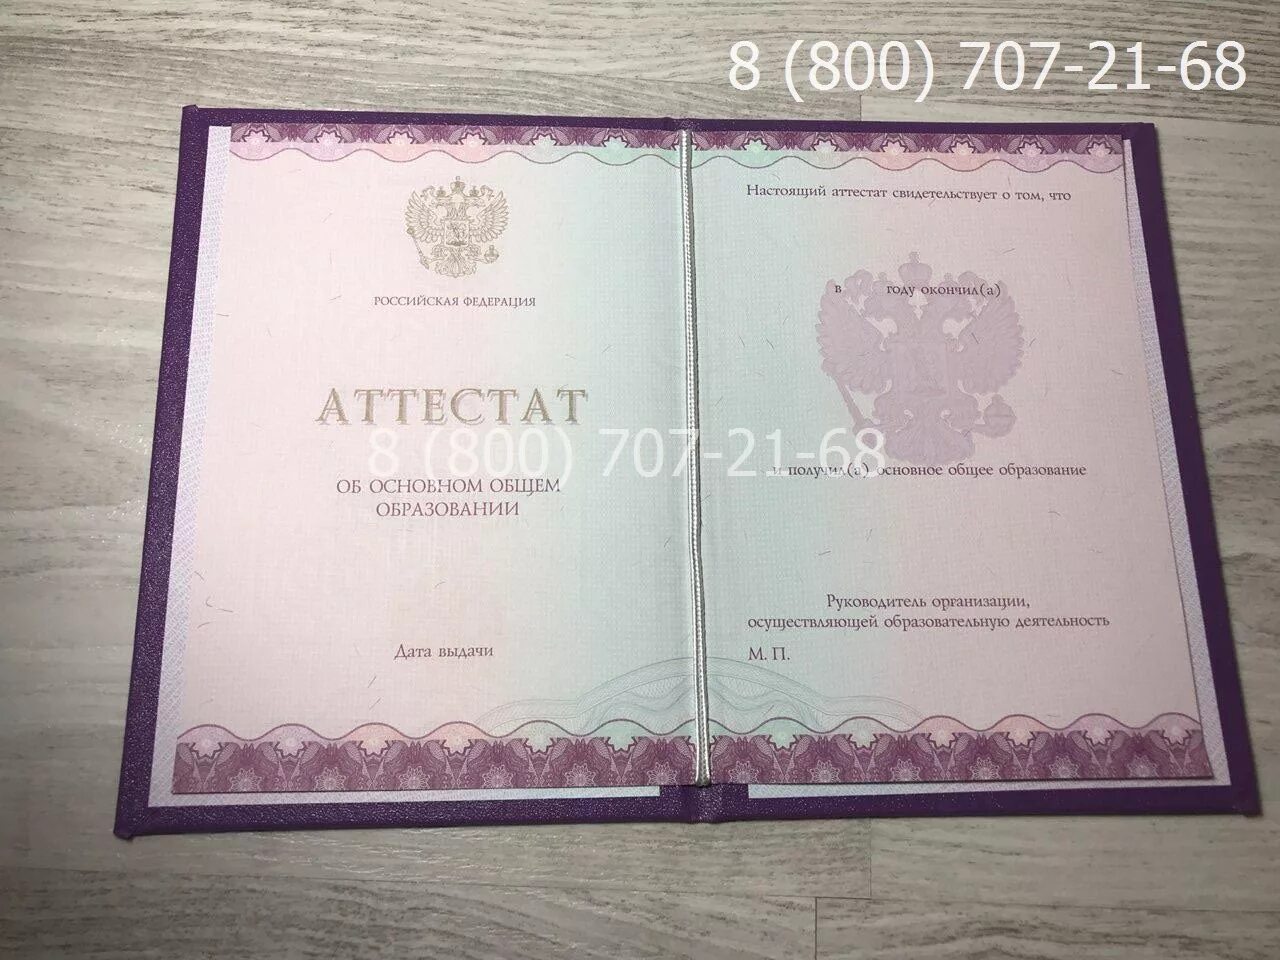 8 (800) 707-21-68
РОССИЙСКАЯ ФЕДЕРАЦИЯ
АТТЕСТАТ
8 (800) 707-21-68
ОБ ОСНОВНОМ ОБЩЕМ
ОБРАЗОВАНИИ
Дата выдачи
Настоящий аттестат свидетельствует о том, что
в году окончил(а)
и получил(а) основное общее образование
Руководитель организации,
осуществляющей образовательную деятельность
М. П.